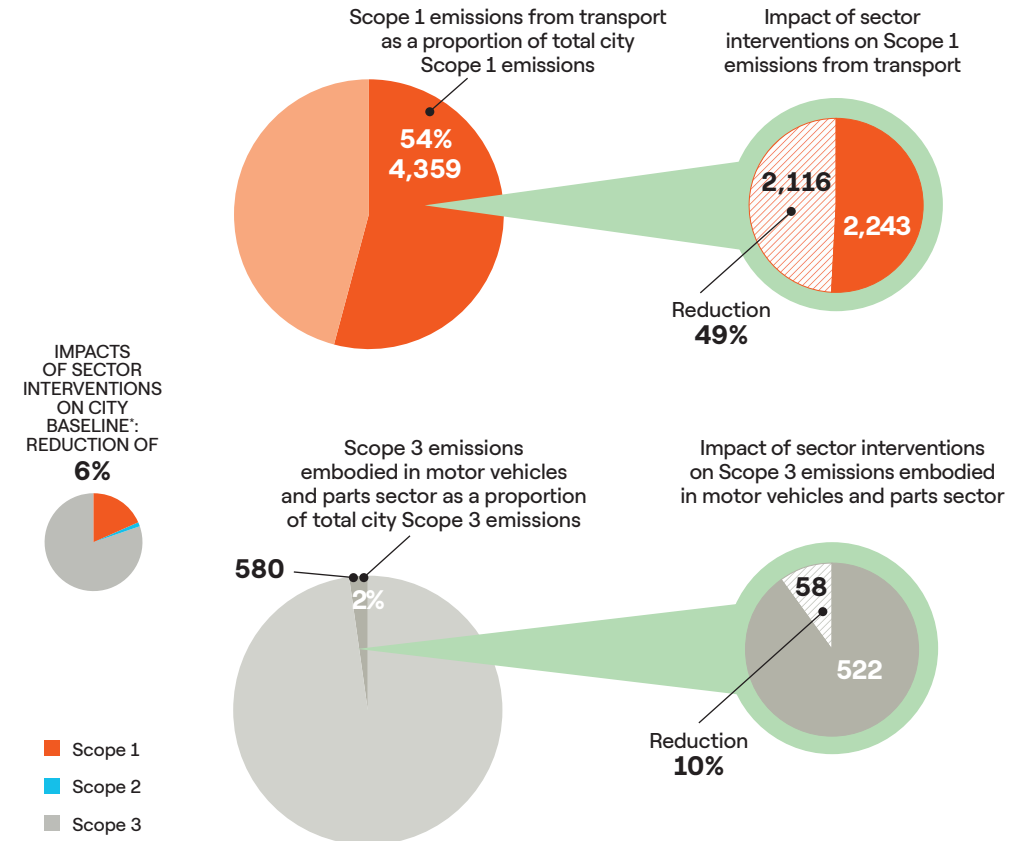 Scope 1 emissions from transport
as a proportion of total city
Scope 1 emissions
Impact of sector
interventions on Scope 1
emissions from transport
54%
4,359
2,116
2,243
Reduction
49%
IMPACTS
OF SECTOR
INTERVENTIONS
ON CITY
BASELINE*:
REDUCTION OF
6%
Scope 3 emissions
embodied in motor vehicles
and parts sector as a proportion
of total city Scope 3 emissions
Impact of sector interventions
on Scope 3 emissions embodied
in motor vehicles and parts sector
580
2%
58
522
Reduction
10%
Scope 1
Scope 2
Scope 3